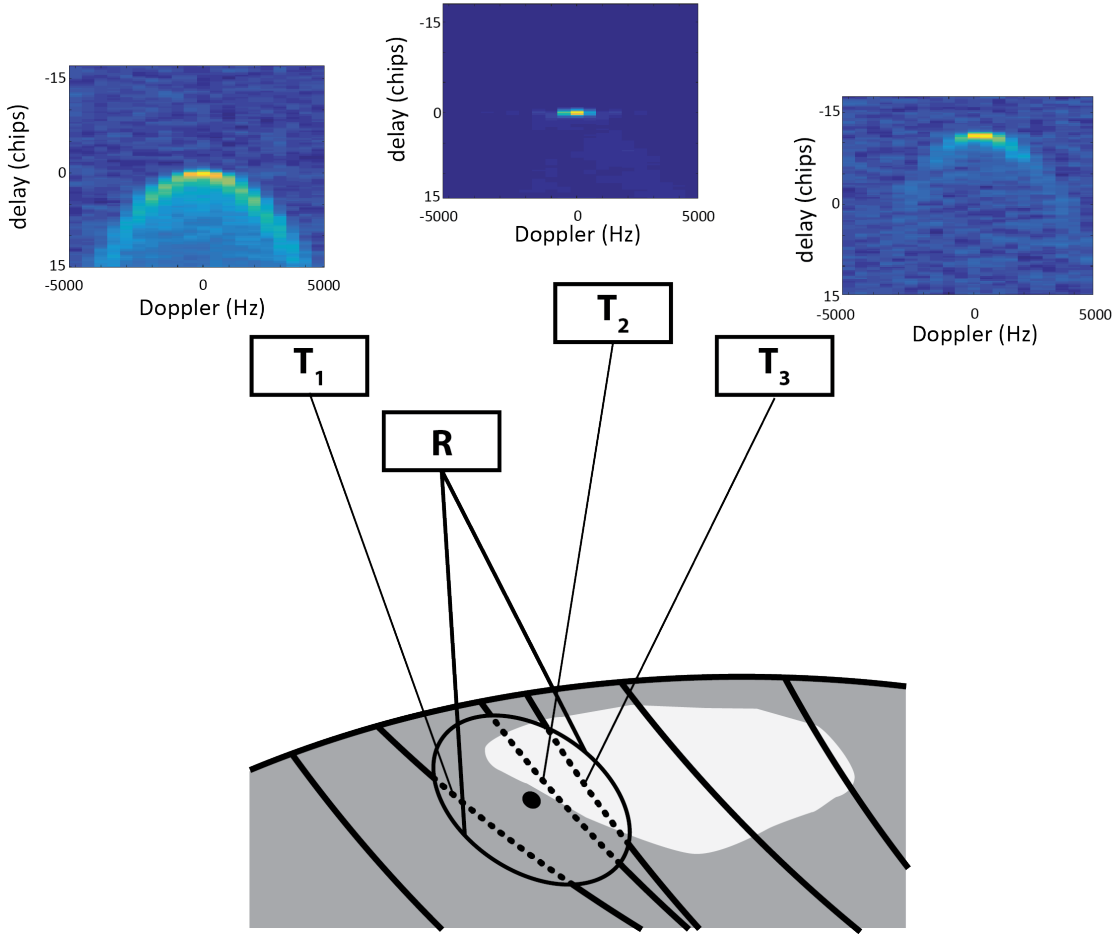 -15
0
15
delay (chips)
-5000
0
5000
Doppler (Hz)
-15
0
15
delay (chips)
-5000
0
5000
Doppler (Hz)
-15
0
15
delay (chips)
-5000
0
5000
Doppler (Hz)
T₁
T₂
T₃
R